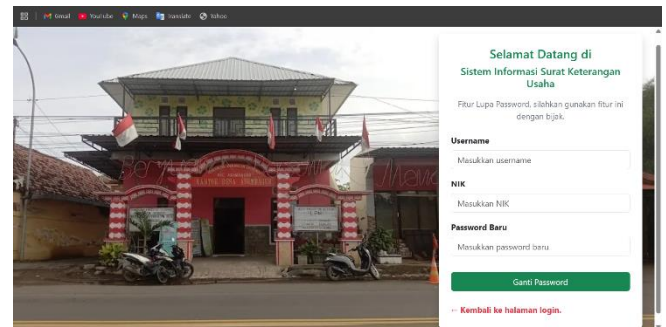 Gmail YouTube Maps Translate Yahoo
Selamat Datang di
Sistem Informasi Surat Keterangan
Usaha
Fitur Lupa Password, silahkan gunakan fitur ini
dengan bijak.
Username
Masukkan username
NIK
Masukkan NIK
Password Baru
Masukkan password baru
Ganti Password
← Kembali ke halaman login.